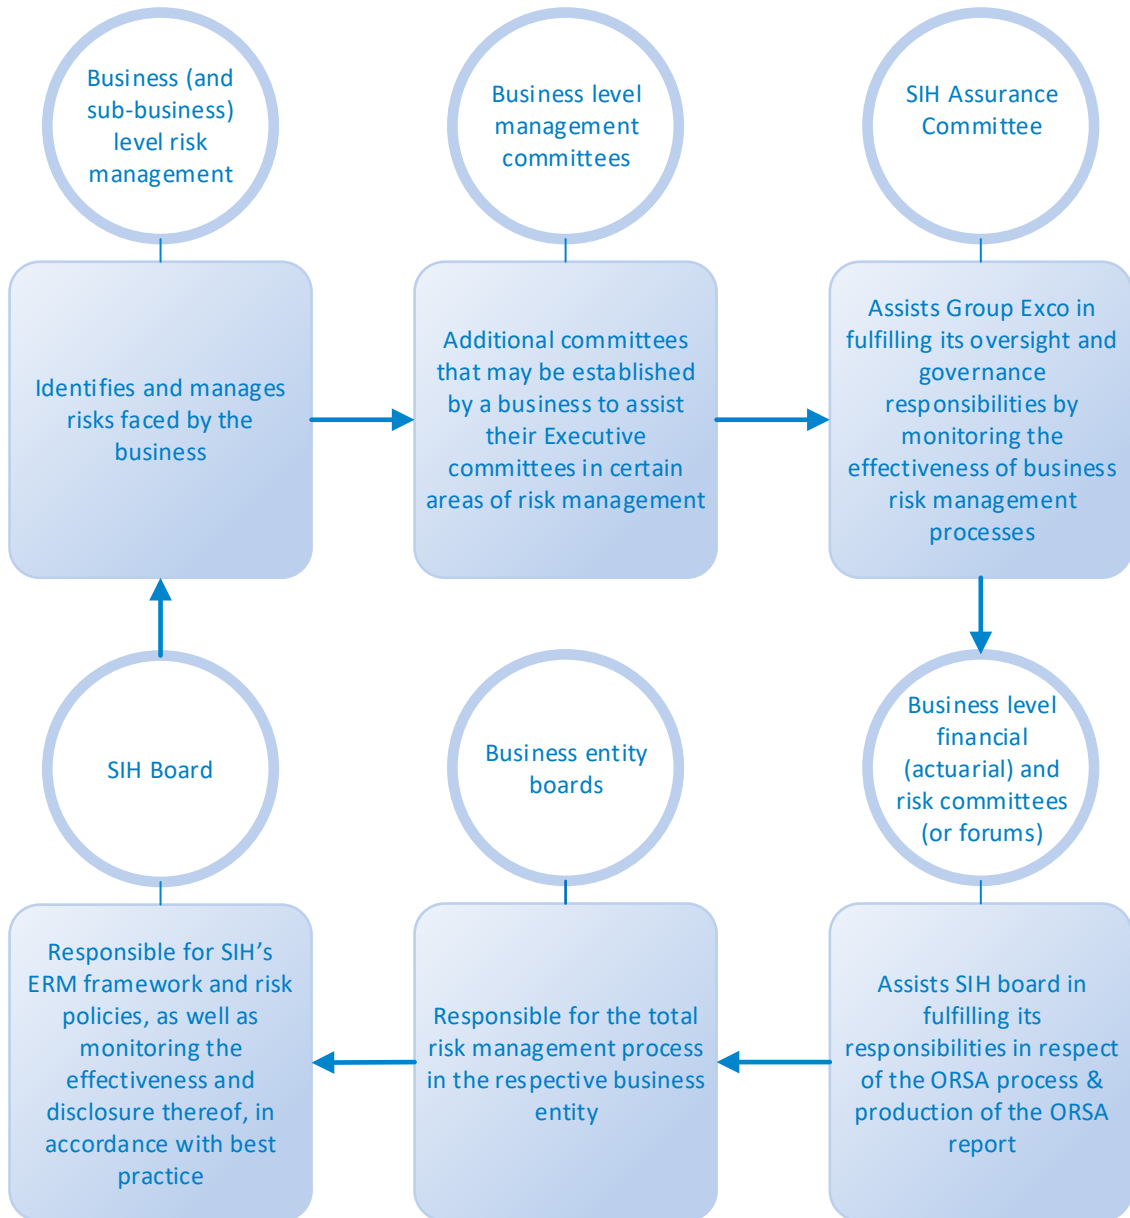 Business (and
sub-business)
level risk
management
Business level
management
committees
SIH Assurance
Committee
Identifies and manages
risks faced by the
business
Additional committees
that may be established
by a business to assist
their Executive
committees in certain
areas of risk management
Assists Group Exco in
fulfilling its oversight and
governance
responsibilities by
monitoring the
effectiveness of business
risk management
processes
SIH Board
Business entity
boards
Business level
financial
(actuarial) and
risk committees
(or forums)
Responsible for SIH’s
ERM framework and risk
policies, as well as
monitoring the
effectiveness and
disclosure thereof, in
accordance with best
practice
Responsible for the total
risk management process
in the respective business
entity
Assists SIH board in
fulfilling its
responsibilities in respect
of the ORSA process &
production of the ORSA
report